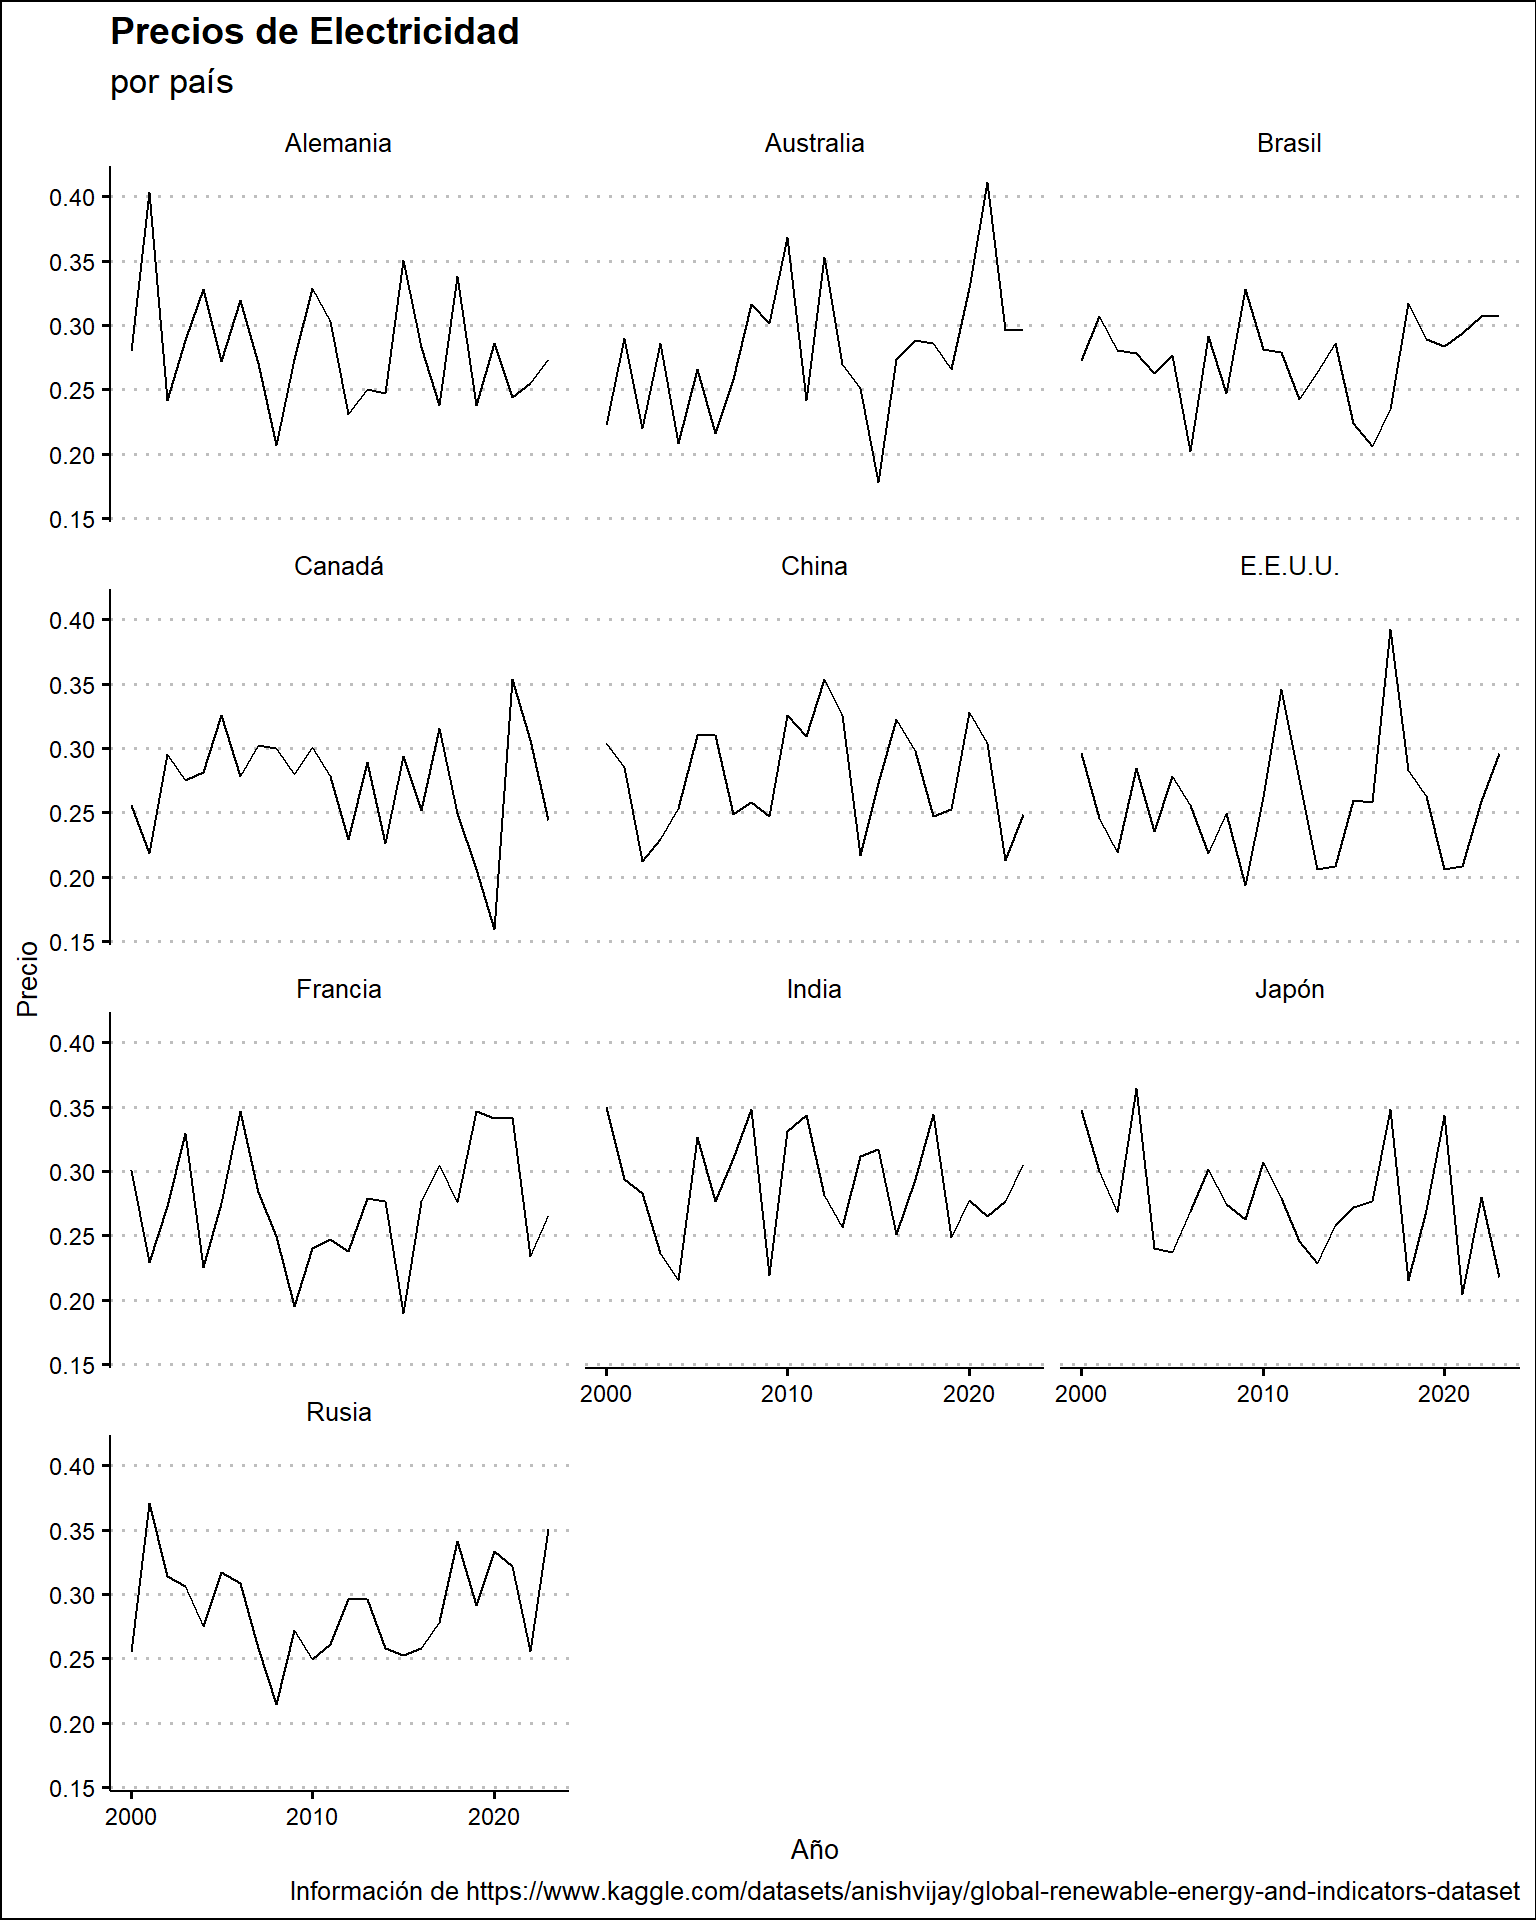 Precios de Electricidad
por país
Alemania
Australia
Brasil
0.40
0.35
0.30
0.25
0.20
0.15
Canadá
China
E.E.U.U.
0.40
0.35
0.30
0.25
0.20
0.15
Precio
Francia
India
Japón
0.40
0.35
0.30
0.25
0.20
0.15
2000 2010 2020
2000 2010 2020
Rusia
0.40
0.35
0.30
0.25
0.20
0.15
2000 2010 2020
Año
Información de https://www.kaggle.com/datasets/anishvijay/global-renewable-energy-and-indicators-dataset